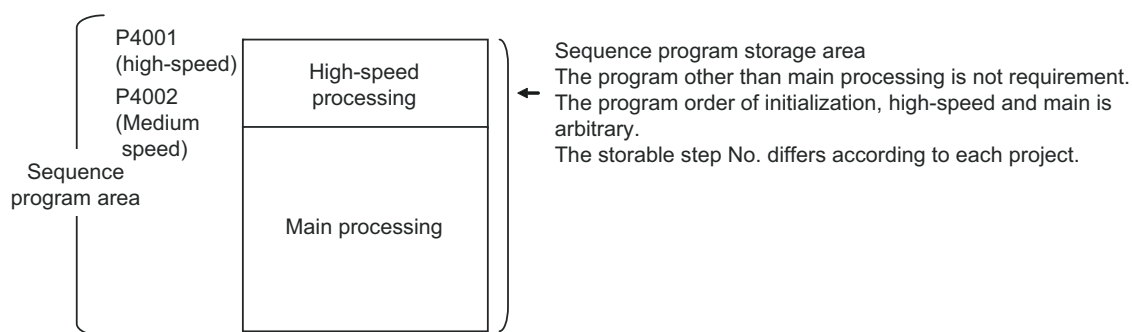 P4001
(high-speed)
P4002
(Medium
speed)
Sequence
program area
High-speed
processing
Main processing
Sequence program storage area
The program other than main processing is not requirement.
The program order of initialization, high-speed and main is
arbitrary.
The storable step No. differs according to each project.